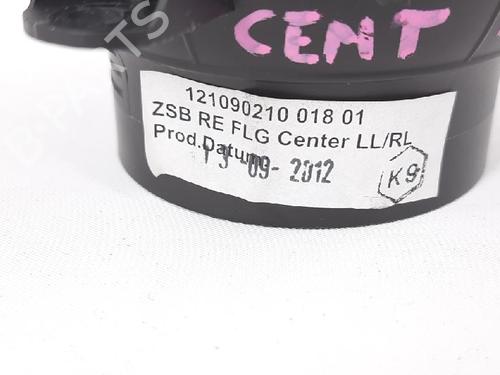 CENT
121090210 018 01
ZSB RE FLG Center LL/RL
Prod.Datum
13-09-2012
K9